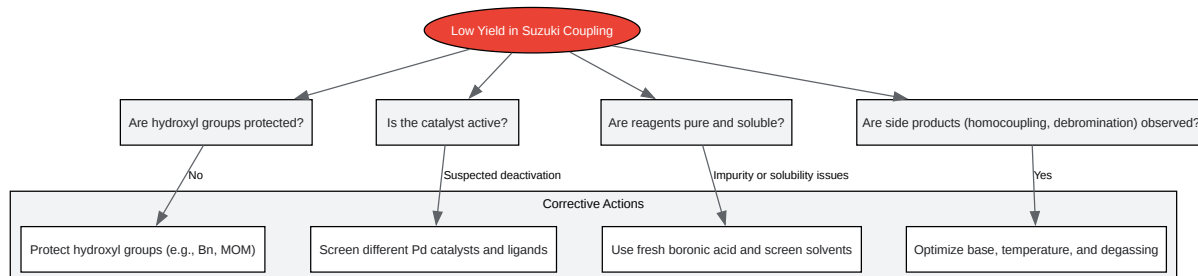 Low Yield in Suzuki Coupling
Are hydroxyl groups protected?
Is the catalyst active?
Are reagents pure and soluble?
Are side products (homocoupling, debromination) observed?
No
Suspected deactivation
Impurity or solubility issues
Yes
Corrective Actions
Protect hydroxyl groups (e.g., Bn, MOM)
Screen different Pd catalysts and ligands
Use fresh boronic acid and screen solvents
Optimize base, temperature, and degassing